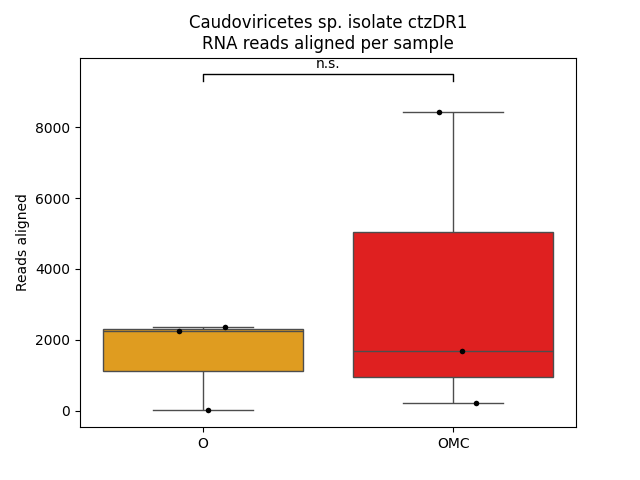 Caudoviricetes sp. isolate ctzDR1
RNA reads aligned per sample
n.s.
8000
6000
4000
2000
0
Reads aligned
O
OMC